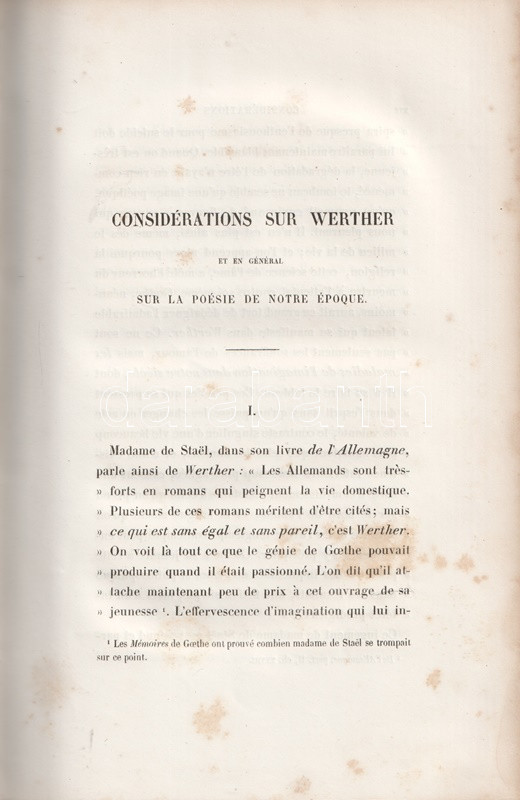 CONSIDÉRATIONS SUR WERTHER
ET EN GÉNÉRAL
SUR LA POÉSIE DE NOTRE ÉPOQUE.
I.
Madame de Staël, dans son livre de l'Allemagne,
parle ainsi de Werther : « Les Allemands sont très-
» forts en romans qui peignent la vie domestique.
» Plusieurs de ces romans méritent d'être cités; mais
» ce qui est sans égal et sans pareil, c'est Werther.
» On voit là tout ce que le génie de Gœthe pouvait
» produire quand il était passionné. L'on dit qu'il at-
» tache maintenant peu de prix à cet ouvrage de sa
» jeunesse ¹. L'effervescence d'imagination qui lui in-
¹ Les Mémoires de Gœthe ont prouvé combien madame de Staël se trompait
sur ce point.
darabanth